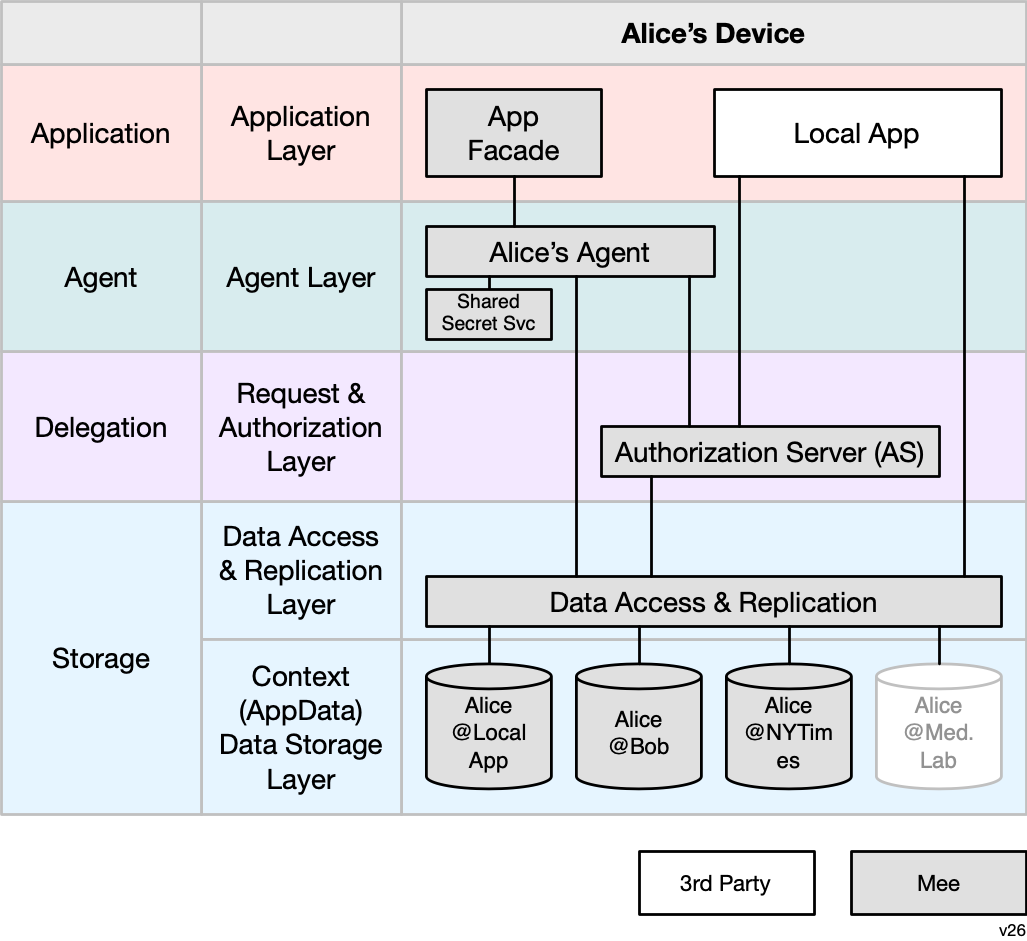 Alice’s Device
Application
Application
Layer
App
Facade
Local App
Agent
Agent Layer
Alice’s Agent
Shared
Secret Svc
Delegation
Request &
Authorization
Layer
Authorization Server (AS)
Storage
Data Access
& Replication
Layer
Data Access & Replication
Context
(AppData)
Data Storage
Layer
Alice
@Local
App
Alice
@Bob
Alice
@NYTim
es
Alice
@Med.
Lab
3rd Party
Mee
v26